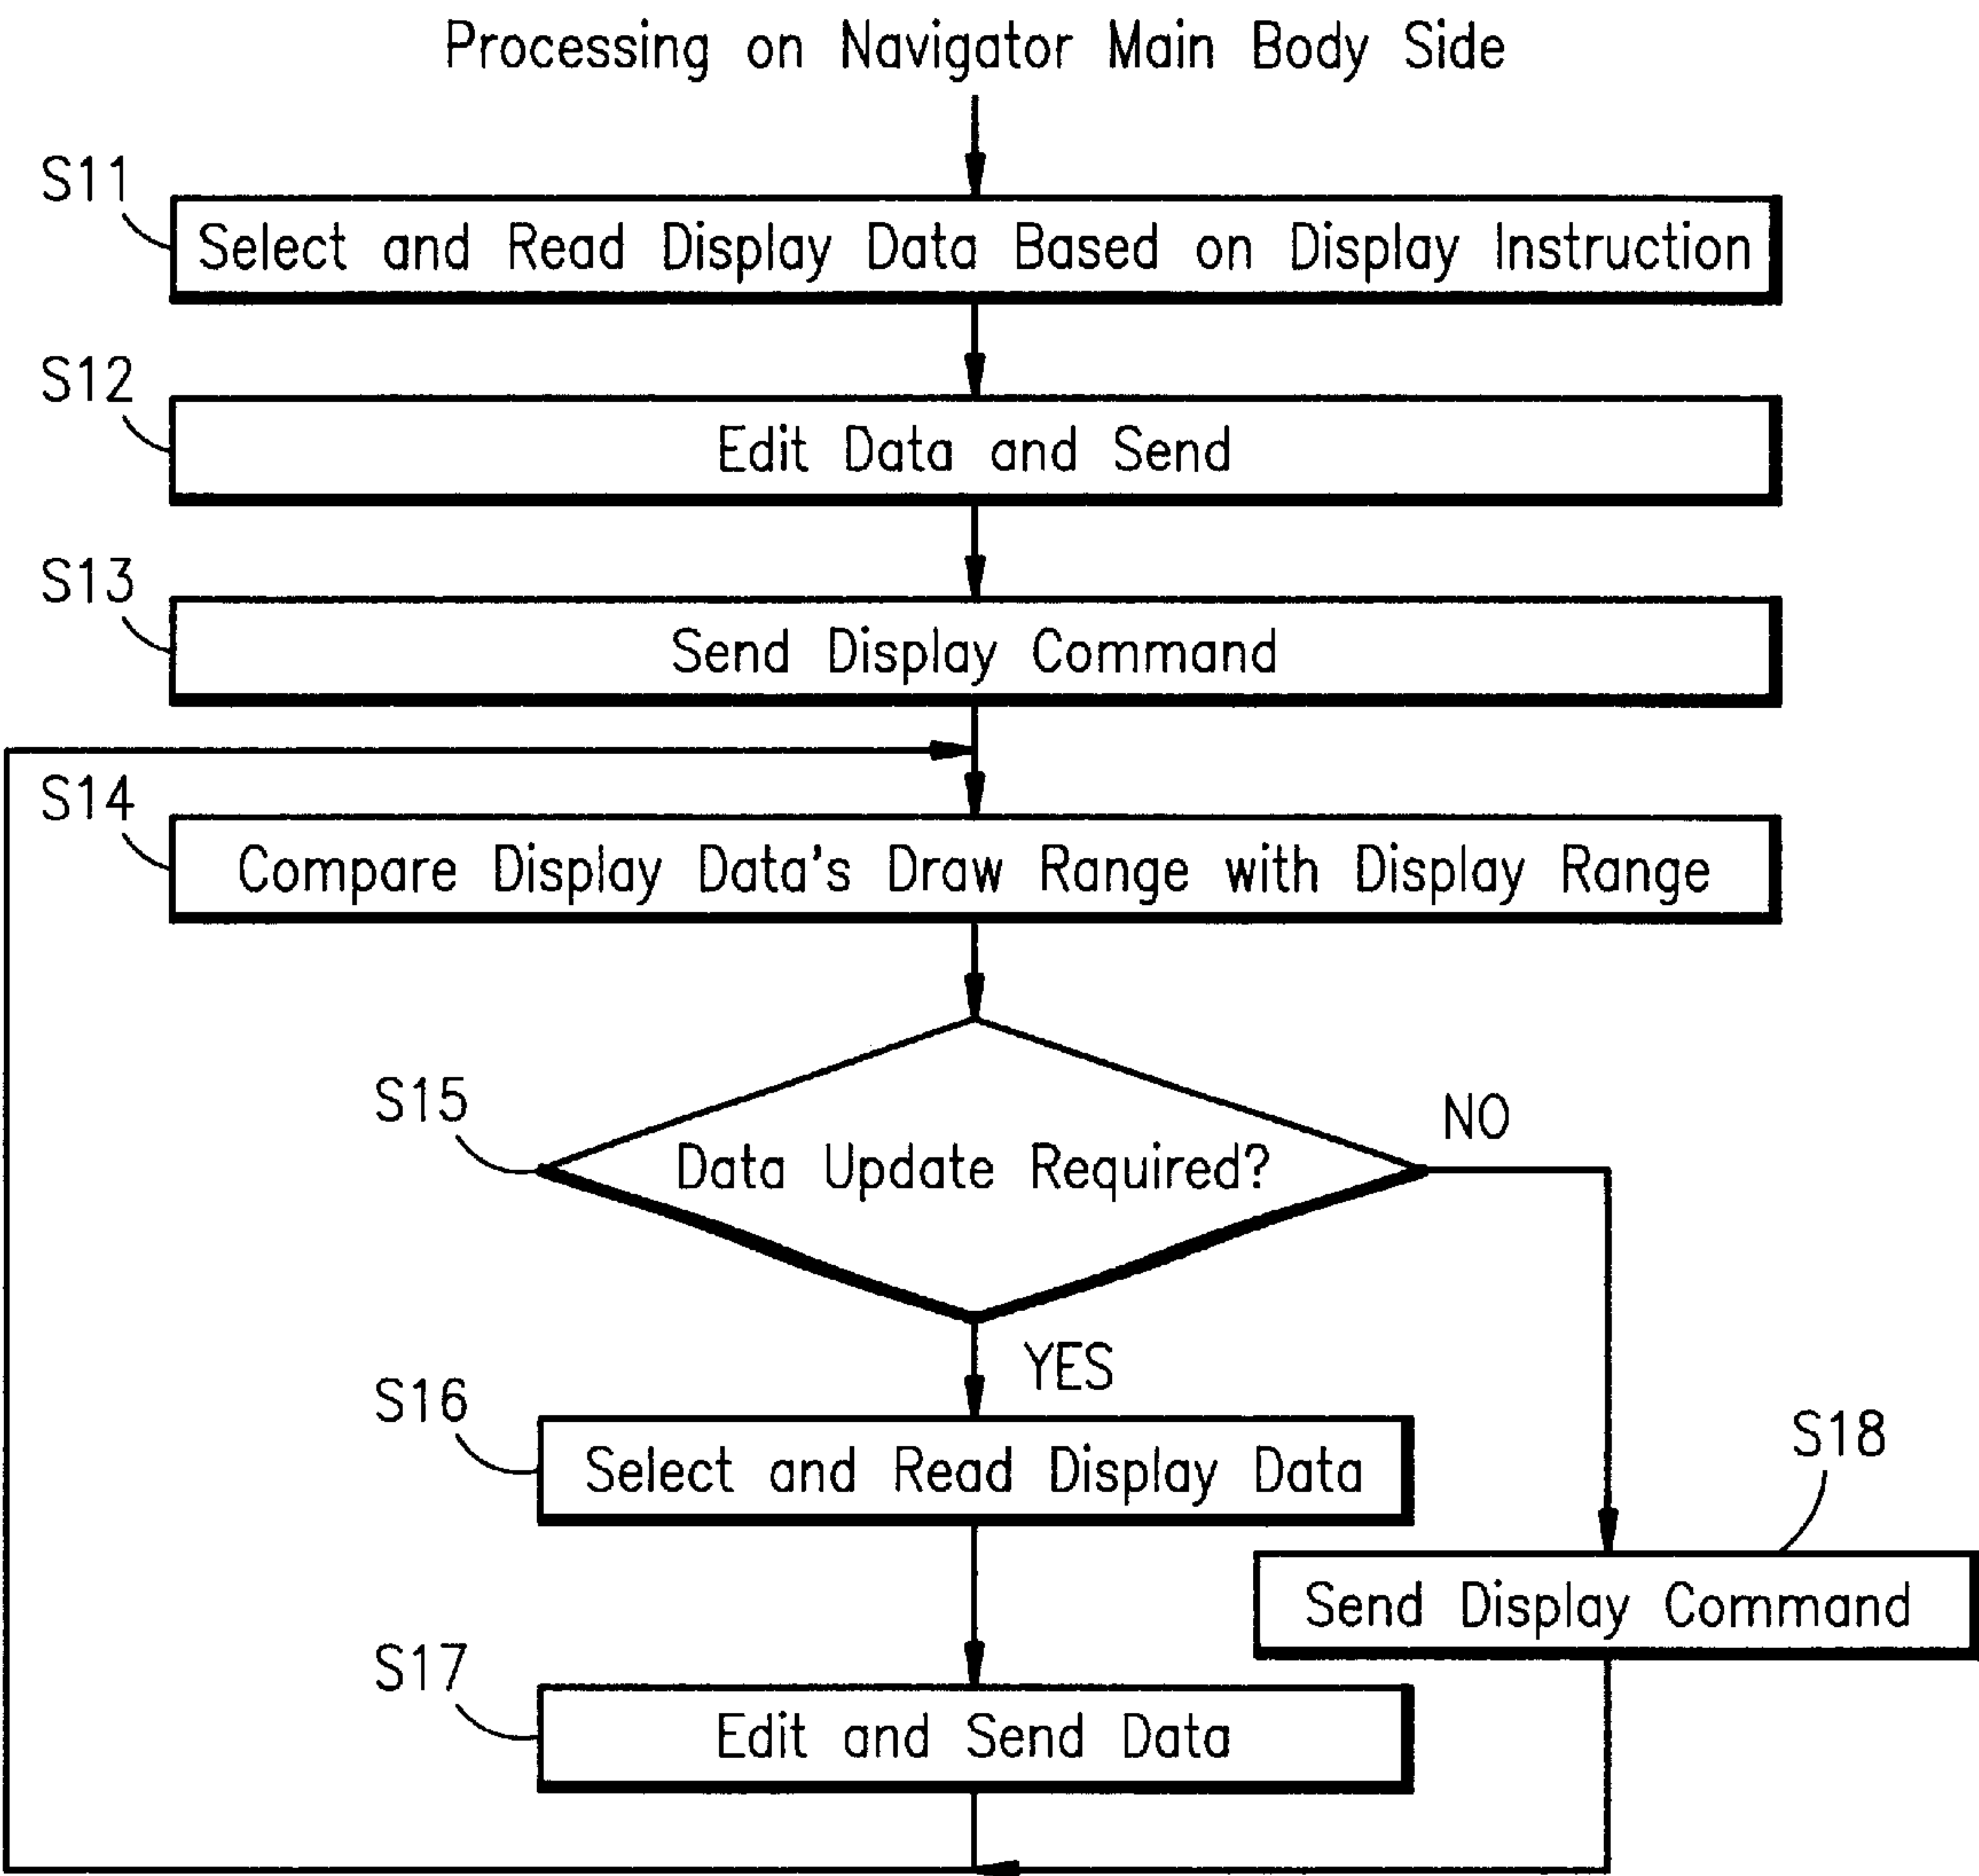 Processing on Navigator Main Body Side
S11
Select and Read Display Data Based on Display Instruction
S12
Edit Data and Send
S13
Send Display Command
S14
Compare Display Data's Draw Range with Display Range
S15
Data Update Required?
NO
YES
S16
Select and Read Display Data
S18
Send Display Command
S17
Edit and Send Data